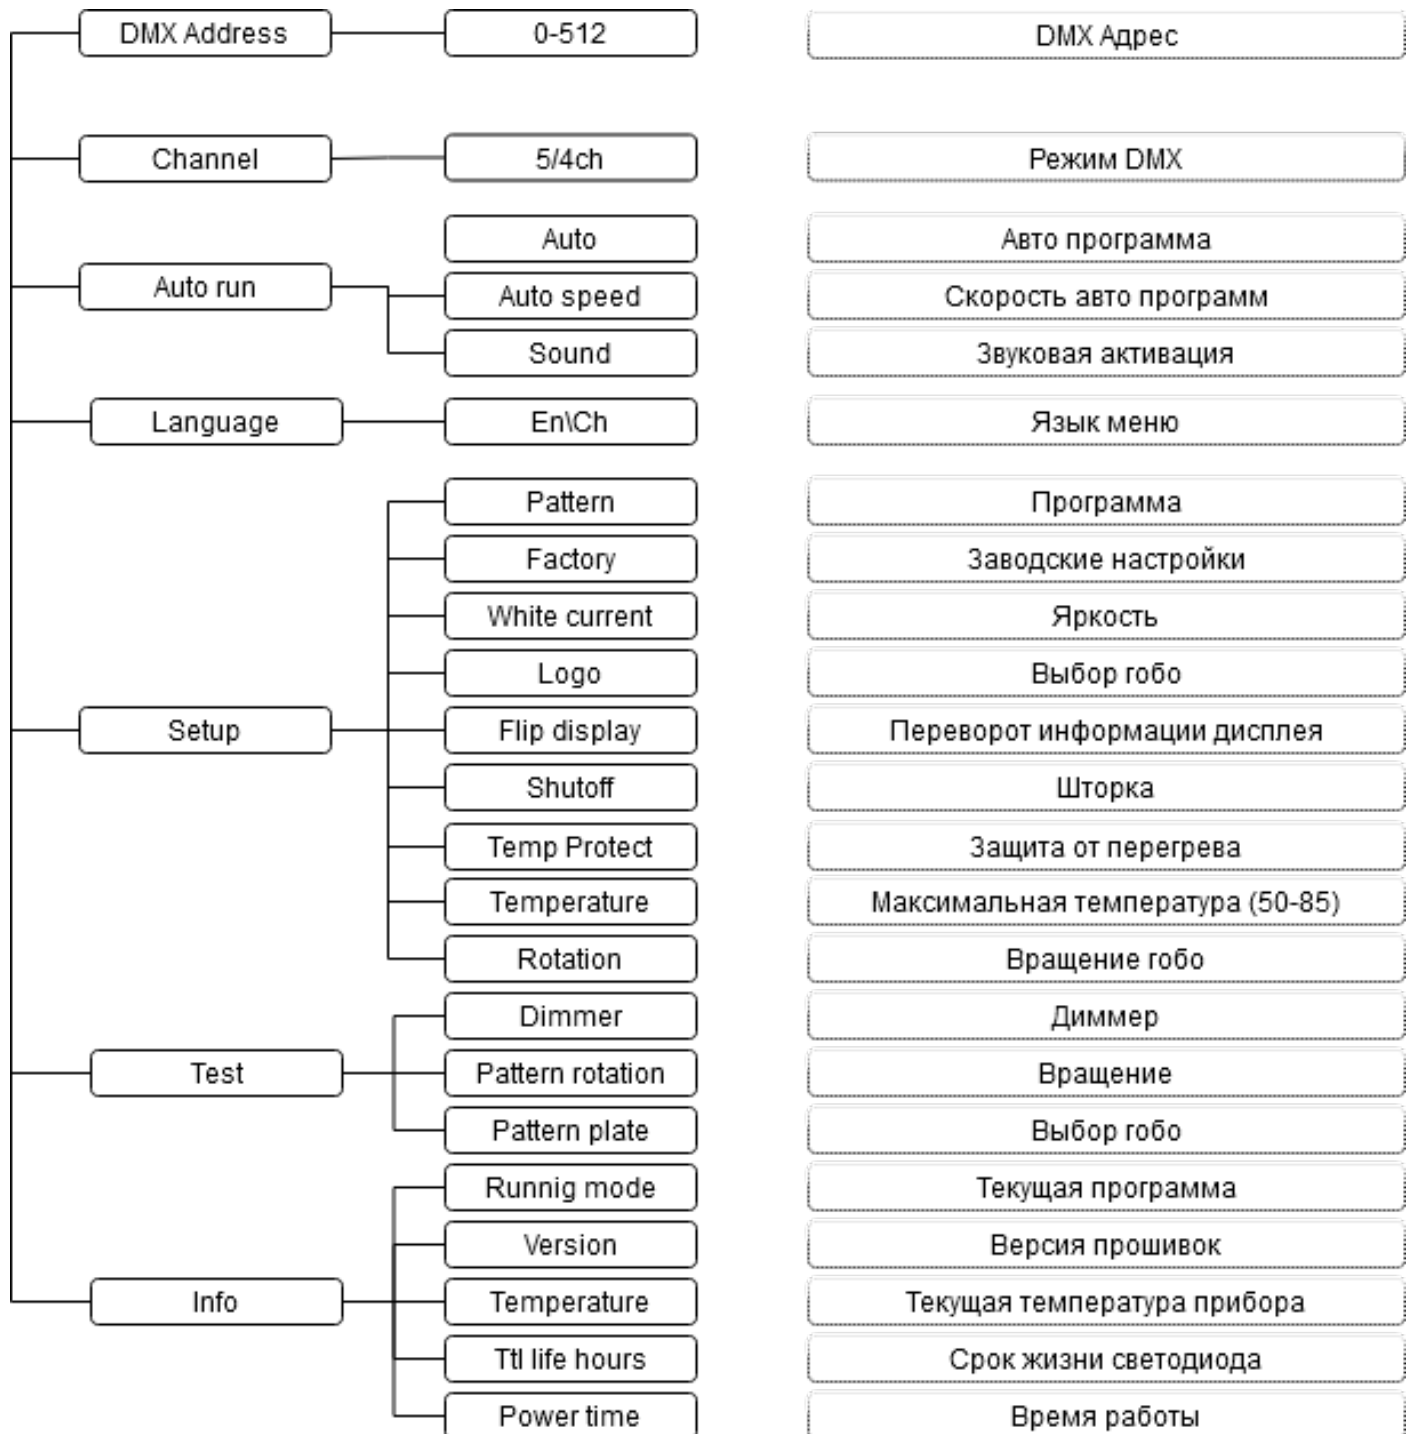 DMX Address 0-512 DMX Адрес
Channel 5/4ch Режим DMX
Auto Авто программа
Auto run Auto speed Скорость авто программ
Sound Звуковая активация
Language En\Ch Язык меню
Pattern Программа
Factory Заводские настройки
White current Яркость
Logo Выбор гобо
Setup Flip display Переворот информации дисплея
Shutoff Шторка
Temp Protect Защита от перегрева
Temperature Максимальная температура (50-85)
Rotation Вращение гобо
Dimmer Диммер
Test Pattern rotation Вращение
Pattern plate Выбор гобо
Runnig mode Текущая программа
Version Версия прошивок
Info Temperature Текущая температура прибора
Ttl life hours Срок жизни светодиода
Power time Время работы